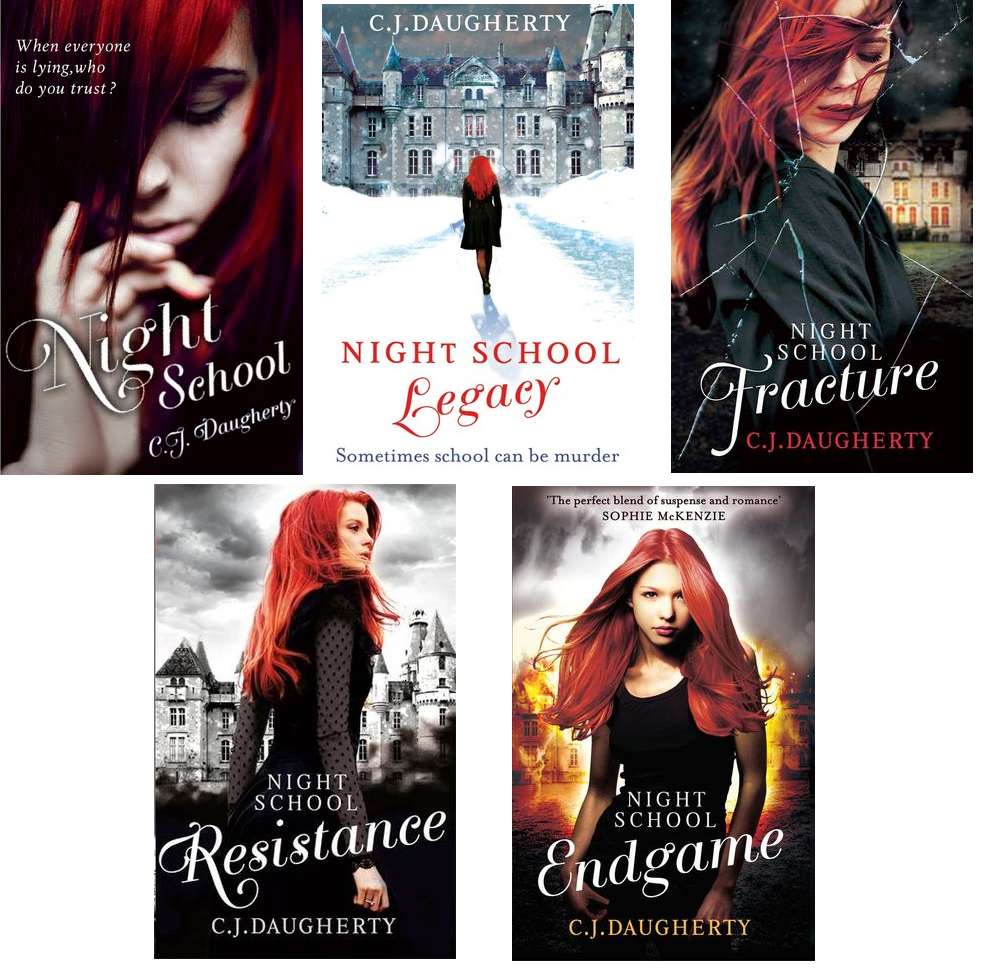 When everyone
is lying,who
do you trust?
Night
School
C.J. Daugherty
C.J.DAUGHERTY
NIGHT SCHOOL
Legacy
Sometimes school can be murder
NIGHT
SCHOOL
Fracture
C.J.DAUGHERTY
NIGHT
SCHOOL
Resistance
C.J.DAUGHERTY
'The perfect blend of suspense and romance'
SOPHIE McKENZIE
NIGHT
SCHOOL
Endgame
C.J.DAUGHERTY